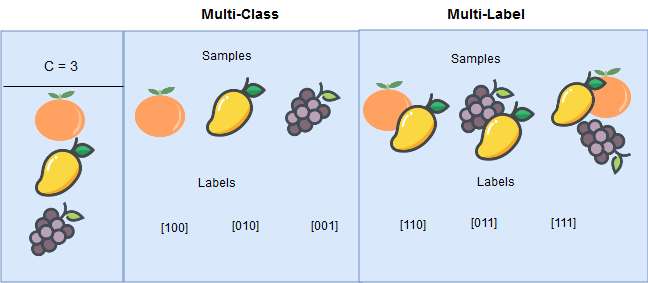 Multi-Class
Multi-Label
C = 3
Samples
Samples
Labels
Labels
[100]
[010]
[001]
[110]
[011]
[111]